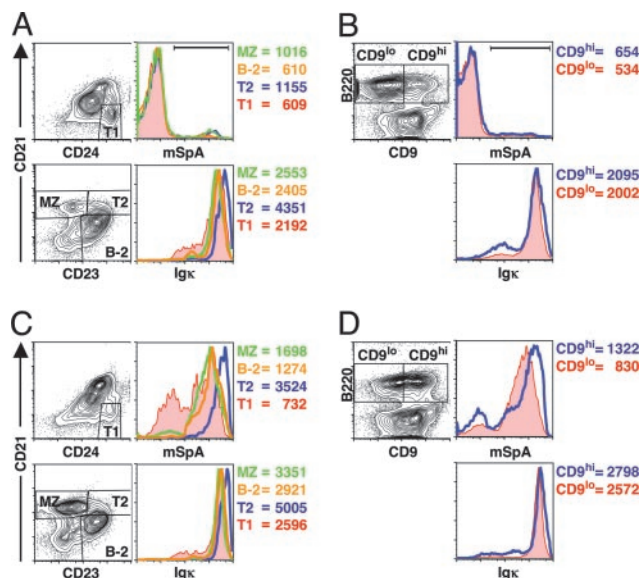 A
B
MZ = 1016
B-2 = 610
T2 = 1155
T1 = 609
CD9lo CD9hi
CD9hi= 654
CD9lo= 534
B220
T1
CD21
CD24
mSpA
CD9
mSpA
MZ
T2
B-2
MZ = 2553
B-2= 2405
T2 = 4351
T1 = 2192
CD9hi= 2095
CD9lo= 2002
CD23
Igκ
Igκ
C
D
MZ = 1698
B-2= 1274
T2 = 3524
T1 = 732
CD9lo CD9hi
CD9hi= 1322
CD9lo= 830
B220
T1
CD21
CD24
mSpA
CD9
mSpA
MZ
T2
B-2
MZ = 3351
B-2= 2921
T2 = 5005
T1 = 2596
CD9hi=2798
CD9lo=2572
CD23
Igκ
Igκ